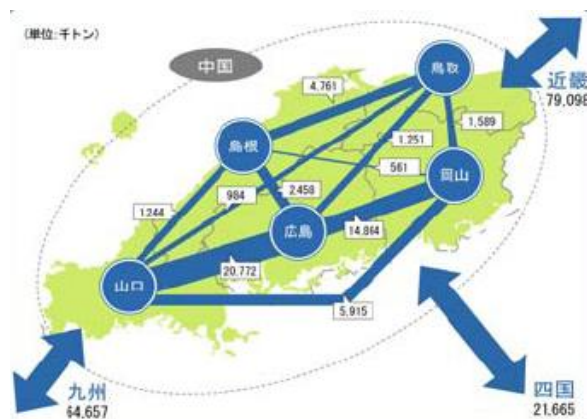 (単位:千トン)
中国
鳥取
近畿
79,098
4,761
1,589
1,251
島根
561
岡山
984
2,458
1,244
広島
14,864
20,772
山口
5,915
九州
64,657
四国
21,665